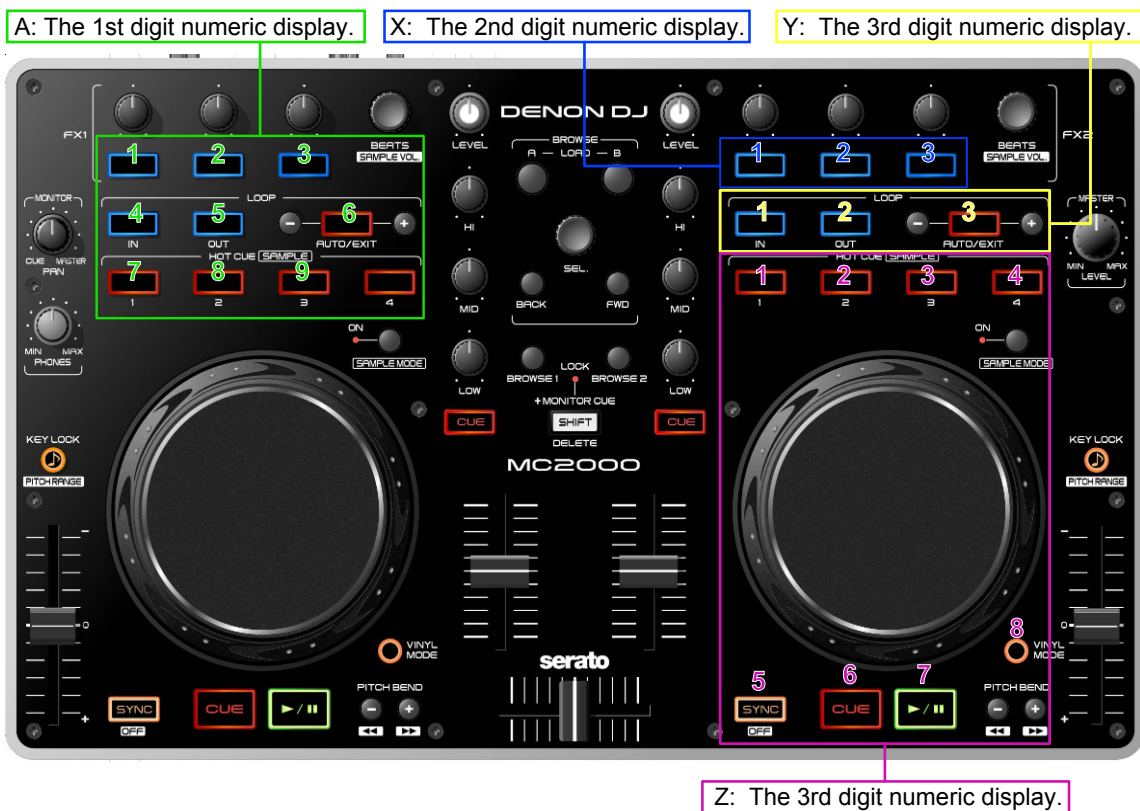 A: The 1st digit numeric display.
X: The 2nd digit numeric display.
Y: The 3rd digit numeric display.
FX1
BEATS
SAMPLE VOL.
LEVEL
DENON DJ
LEVEL
BEATS
SAMPLE VOL.
FX2
BROWSE
A — LOAD — B
1 2 3
1 2 3
MONITOR
CUE MASTER
PAN
LOOP
4 5 6
IN OUT AUTO/EXIT
HI
HI
LOOP
1 2 3
IN OUT AUTO/EXIT
MASTER
MIN MAX
LEVEL
HOT CUE SAMPLE
7 8 9
1 2 3 4
SEL.
BACK FWD
MID
MID
HOT CUE SAMPLE
1 2 3 4
1 2 3 4
MIN MAX
PHONES
ON
SAMPLE MODE
LOW
BROWSE 1 LOCK BROWSE 2
LOW
ON
SAMPLE MODE
+MONITOR CUE
CUE SHIFT CUE
DELETE
MC2000
KEY LOCK
PITCH RANGE
KEY LOCK
PITCH RANGE
-
0
+
-
0
+
VINYL
MODE
8
VINYL
MODE
serato
5 6 7
SYNC
OFF
CUE
►/II
PITCH BEND
- +
◄◄ ►►
SYNC
OFF
CUE
►/II
PITCH BEND
- +
◄◄ ►►
Z: The 3rd digit numeric display.